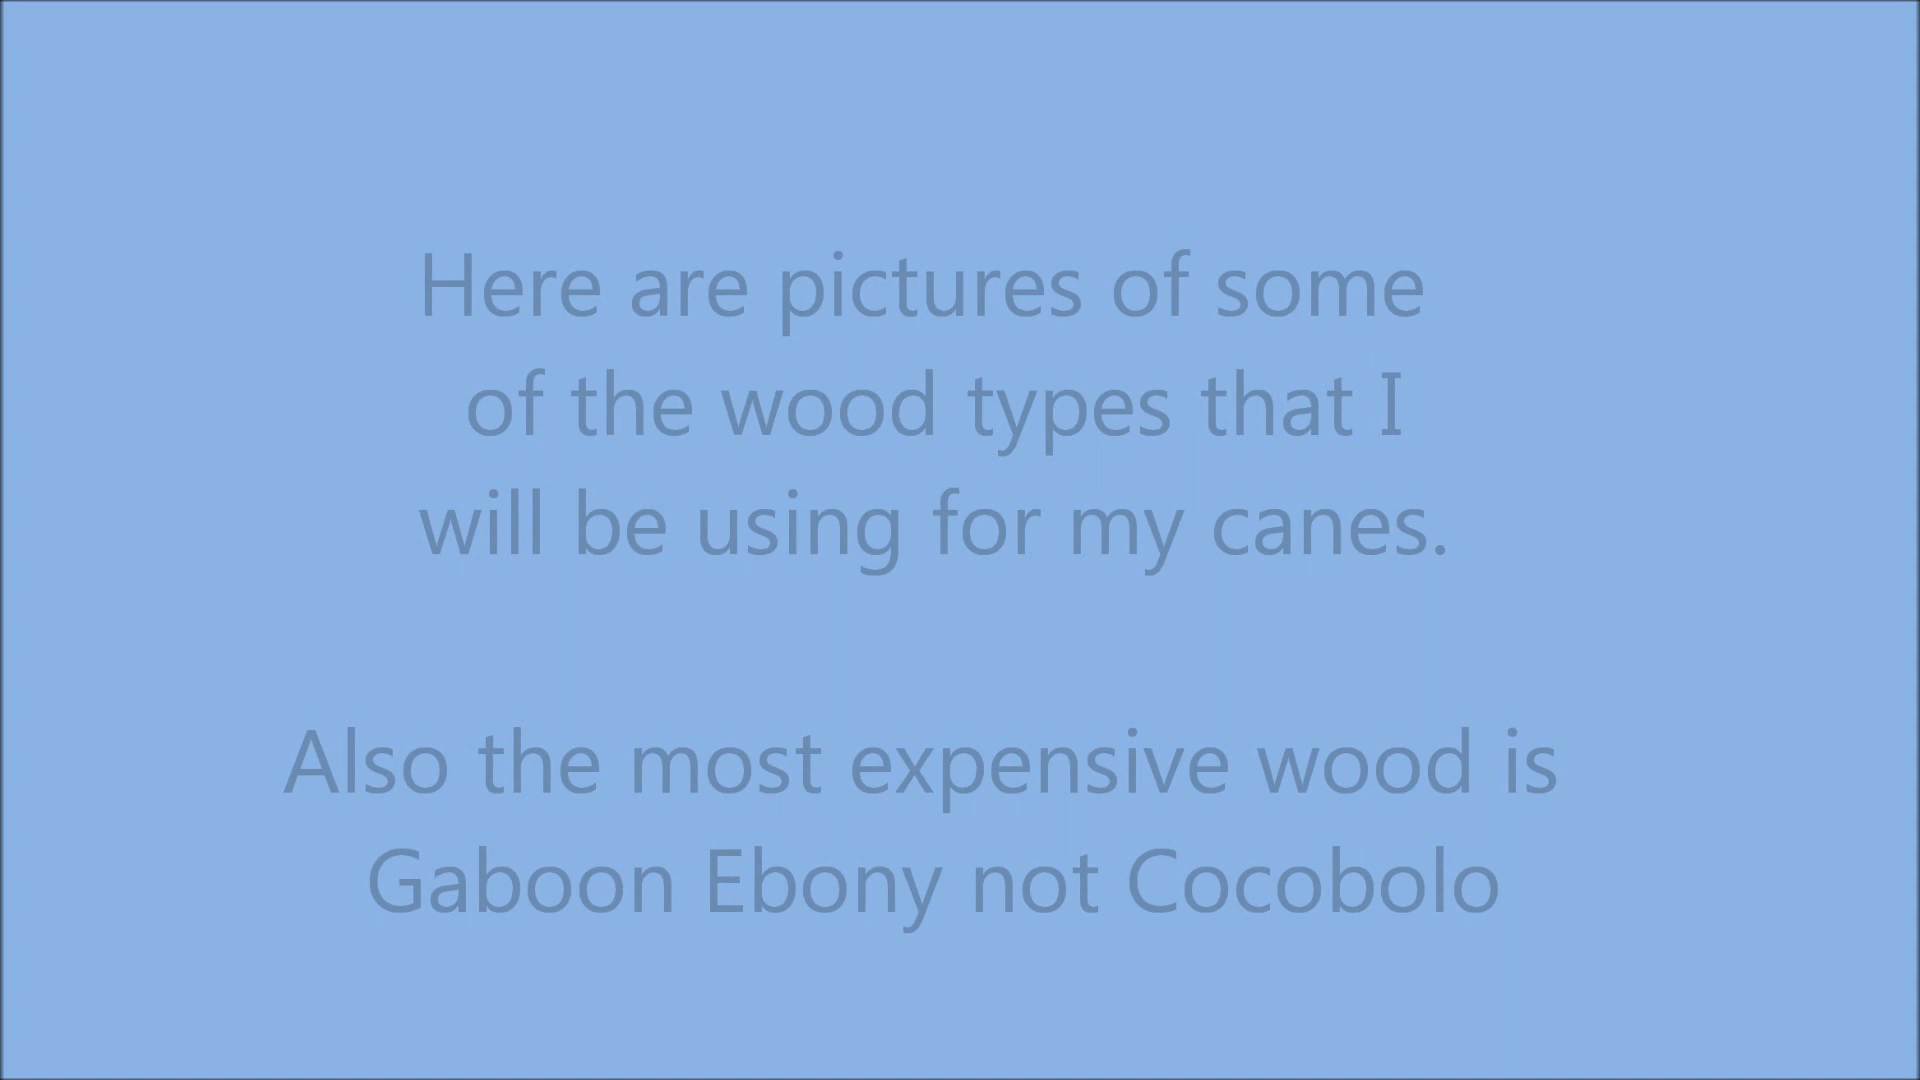 Here are pictures of some
of the wood types that I
will be using for my canes.
Also the most expensive wood is
Gaboon Ebony not Cocobolo